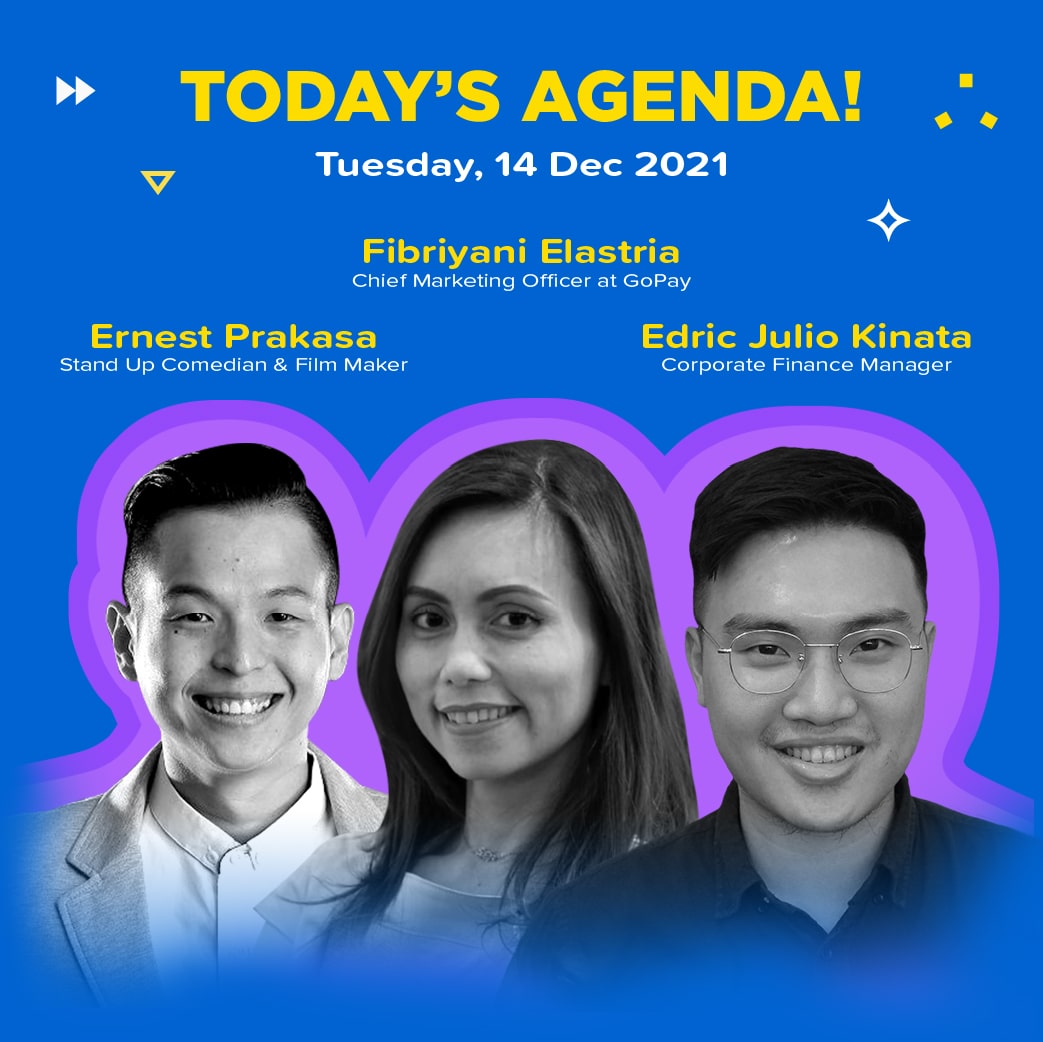 TODAY'S AGENDA!
Tuesday, 14 Dec 2021
Fibriyani Elastria
Chief Marketing Officer at GoPay
Ernest Prakasa
Stand Up Comedian & Film Maker
Edric Julio Kinata
Corporate Finance Manager